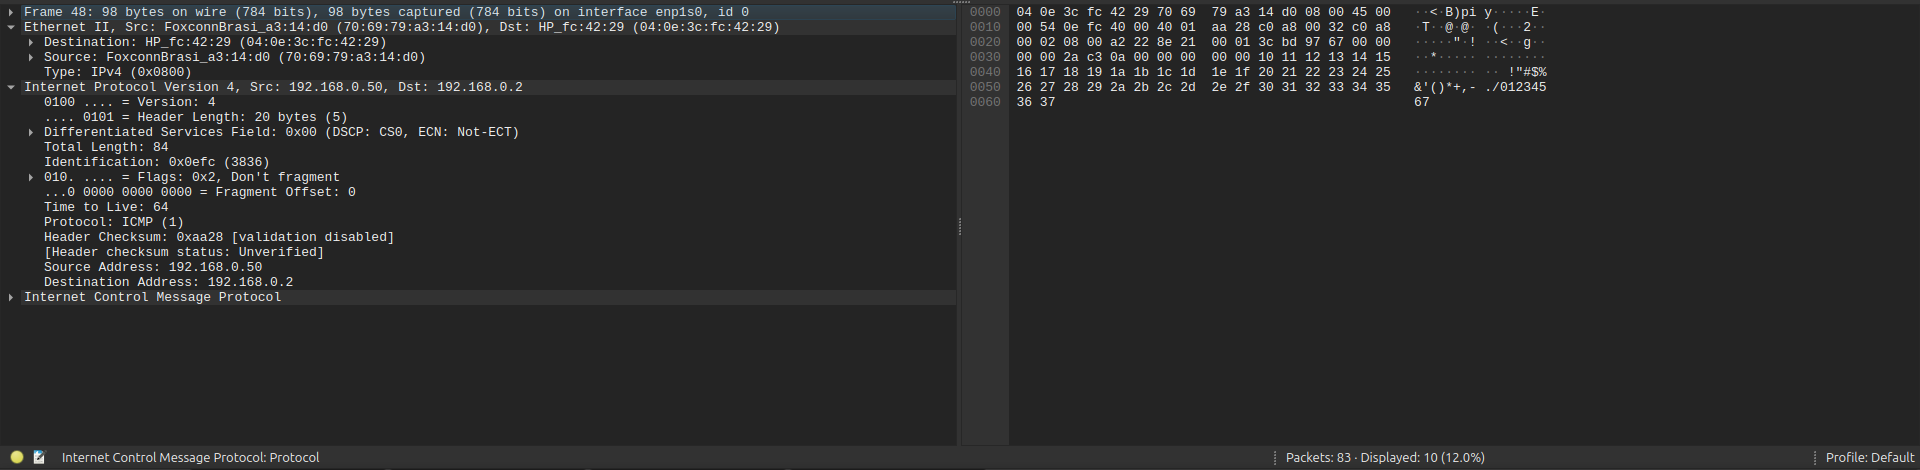 Frame 48: 98 bytes on wire (784 bits), 98 bytes captured (784 bits) on interface enp1s0, id 0
Ethernet II, Src: FoxconnBrasi_a3:14:d0 (70:69:79:a3:14:d0), Dst: HP_fc:42:29 (04:0e:3c:fc:42:29)
Destination: HP_fc:42:29 (04:0e:3c:fc:42:29)
Source: FoxconnBrasi_a3:14:d0 (70:69:79:a3:14:d0)
Type: IPv4 (0x0800)
Internet Protocol Version 4, Src: 192.168.0.50, Dst: 192.168.0.2
0100 .... = Version: 4
.... 0101 = Header Length: 20 bytes (5)
Differentiated Services Field: 0x00 (DSCP: CS0, ECN: Not-ECT)
Total Length: 84
Identification: 0x0efc (3836)
010. .... = Flags: 0x2, Don't fragment
...0 0000 0000 0000 = Fragment Offset: 0
Time to Live: 64
Protocol: ICMP (1)
Header Checksum: 0xaa28 [validation disabled]
[Header checksum status: Unverified]
Source Address: 192.168.0.50
Destination Address: 192.168.0.2
Internet Control Message Protocol
0000 04 0e 3c fc 42 29 70 69 79 a3 14 d0 08 00 45 00 ··<·B)pi y·····E·
0010 00 54 0e fc 40 00 40 01 aa 28 c0 a8 00 32 c0 a8 ·T··@·@· ·(···2··
0020 00 02 08 00 a2 22 8e 21 00 01 3c bd 97 67 00 00 ·····"·! ··<··g··
0030 00 00 2a c3 0a 00 00 00 00 00 10 11 12 13 14 15 ··*····· ········
0040 16 17 18 19 1a 1b 1c 1d 1e 1f 20 21 22 23 24 25 ········ ·· !"#$%
0050 26 27 28 29 2a 2b 2c 2d 2e 2f 30 31 32 33 34 35 &'()*+,- ./012345
0060 36 37 67
Internet Control Message Protocol: Protocol
Packets: 83 · Displayed: 10 (12.0%)
Profile: Default